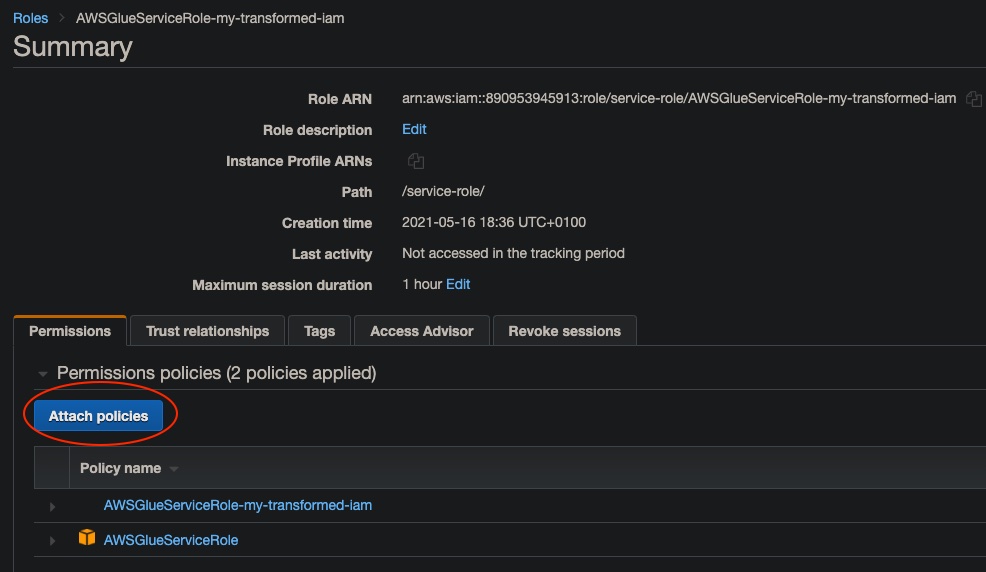 Roles > AWSGlueServiceRole-my-transformed-iam
Summary
Role ARN arn:aws:iam::890953945913:role/service-role/AWSGlueServiceRole-my-transformed-iam
Role description Edit
Instance Profile ARNs
Path /service-role/
Creation time 2021-05-16 18:36 UTC+0100
Last activity Not accessed in the tracking period
Maximum session duration 1 hour Edit
Permissions Trust relationships Tags Access Advisor Revoke sessions
Permissions policies (2 policies applied)
Attach policies
Policy name
AWSGlueServiceRole-my-transformed-iam
AWSGlueServiceRole